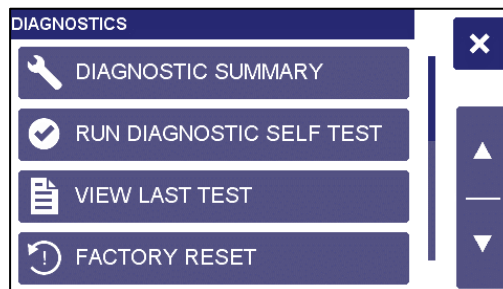 DIAGNOSTICS
DIAGNOSTIC SUMMARY
RUN DIAGNOSTIC SELF TEST
VIEW LAST TEST
FACTORY RESET